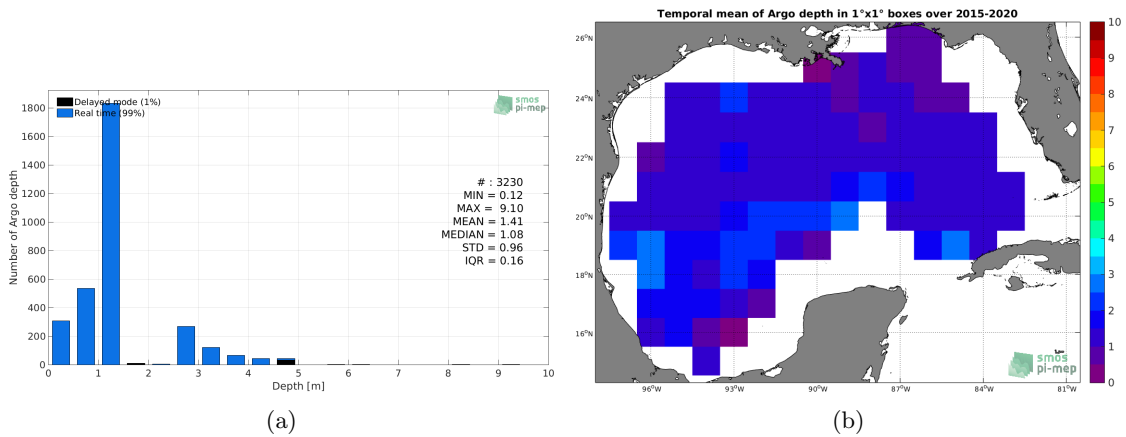 Delayed mode (1%)
Real time (99%)
smos
pi-mep
# : 3230
MIN = 0.12
MAX = 9.10
MEAN = 1.41
MEDIAN = 1.08
STD = 0.96
IQR = 0.16
Number of Argo depth
1800
1600
1400
1200
1000
800
600
400
200
0
0 1 2 3 4 5 6 7 8 9 10
Depth [m]
(a)
Temporal mean of Argo depth in 1°x1° boxes over 2015-2020
26°N
24°N
22°N
20°N
18°N
16°N
96°W 93°W 90°W 87°W 84°W 81°W
smos
pi-mep
10
9
8
7
6
5
4
3
2
1
0
(b)